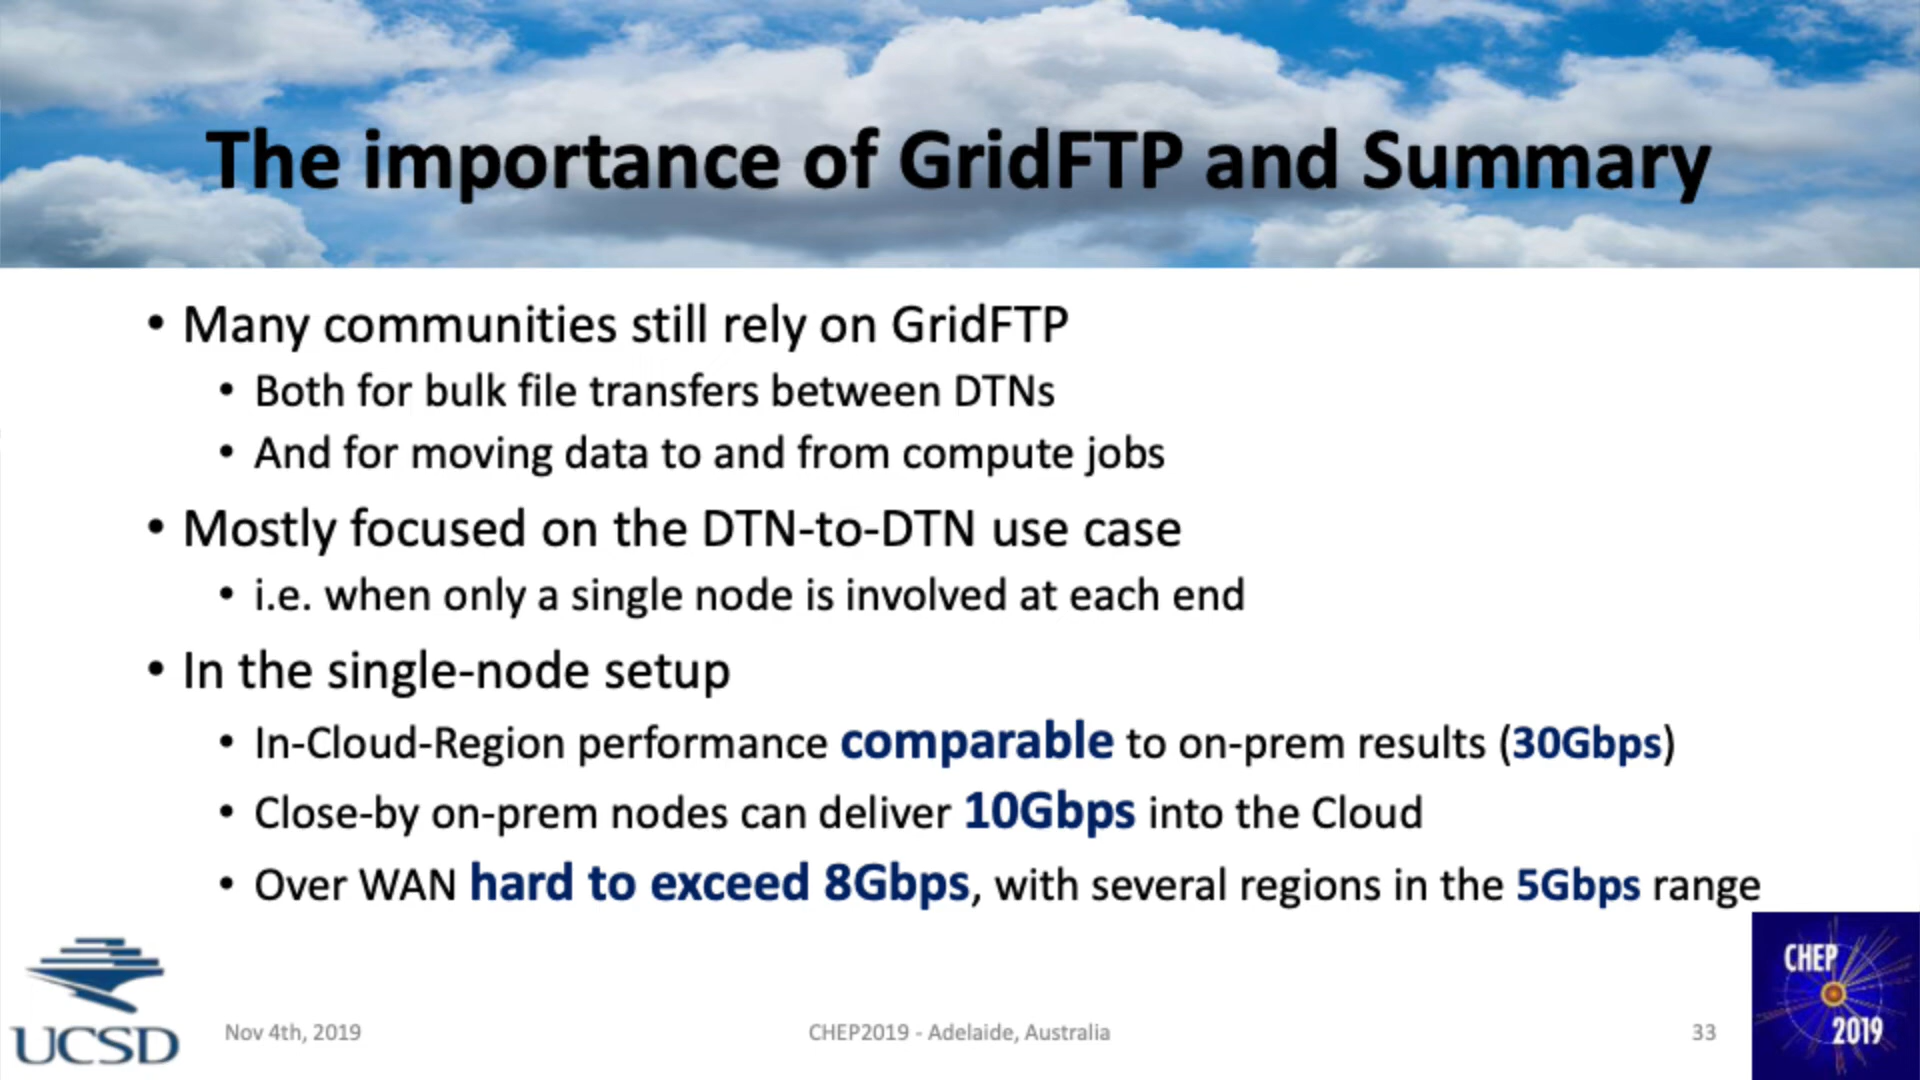 The importance of GridFTP and Summary
• Many communities still rely on GridFTP
• Both for bulk file transfers between DTNs
• And for moving data to and from compute jobs
• Mostly focused on the DTN-to-DTN use case
• i.e. when only a single node is involved at each end
• In the single-node setup
• In-Cloud-Region performance comparable to on-prem results (30Gbps)
• Close-by on-prem nodes can deliver 10Gbps into the Cloud
• Over WAN hard to exceed 8Gbps, with several regions in the 5Gbps range
UCSD
Nov 4th, 2019
CHEP2019 - Adelaide, Australia
33
CHEP
2019